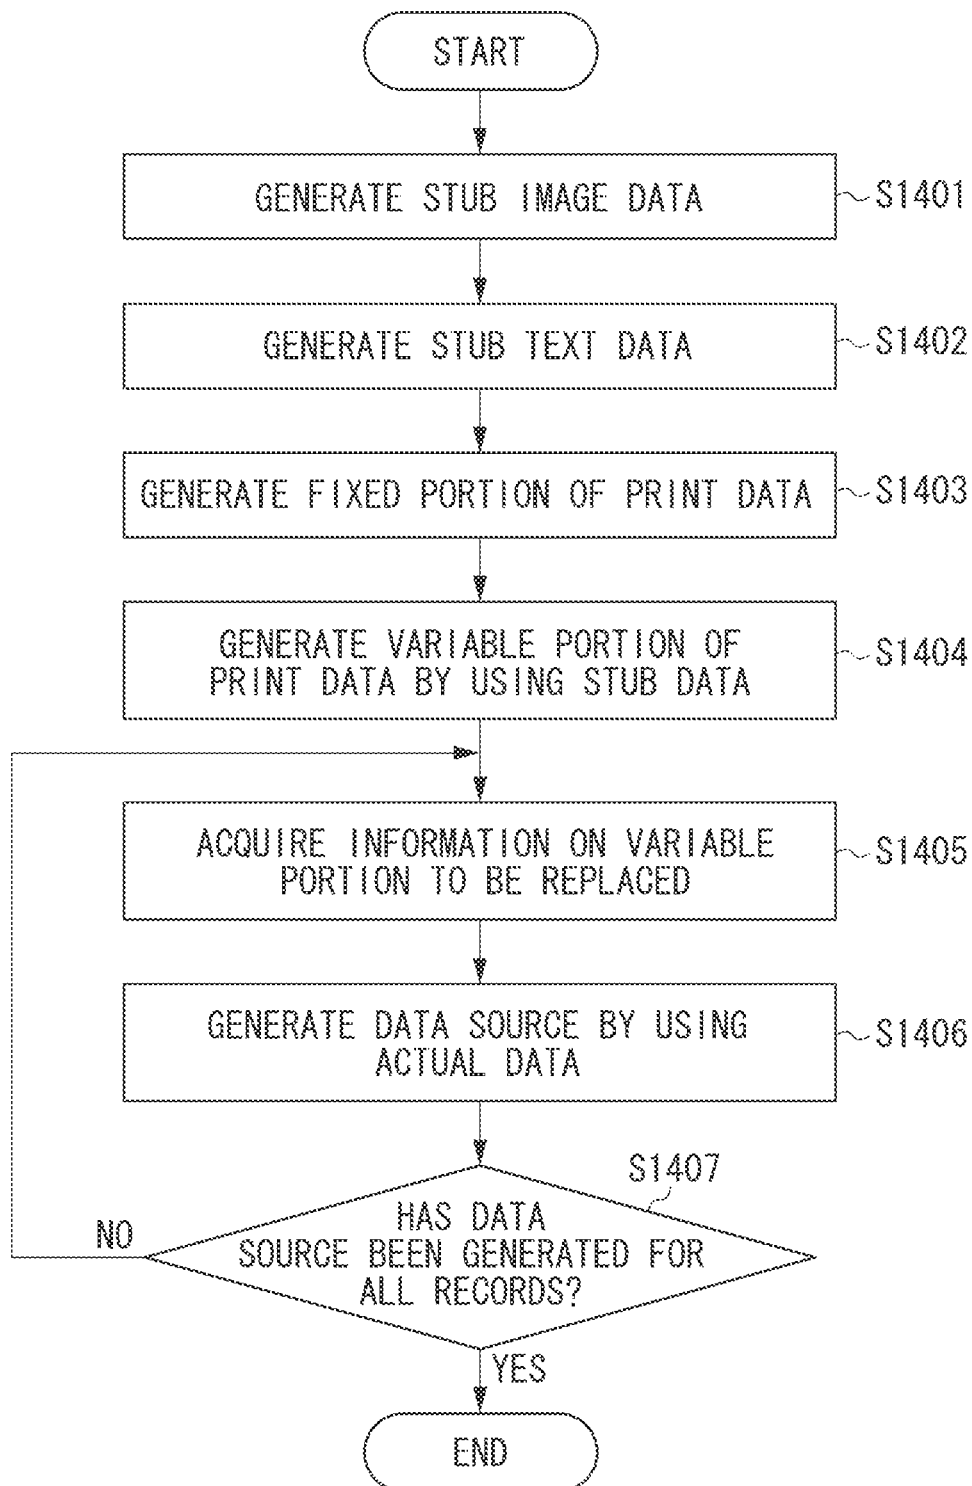 START
GENERATE STUB IMAGE DATA
S1401
GENERATE STUB TEXT DATA
S1402
GENERATE FIXED PORTION OF PRINT DATA
S1403
GENERATE VARIABLE PORTION OF
PRINT DATA BY USING STUB DATA
S1404
ACQUIRE INFORMATION ON VARIABLE
PORTION TO BE REPLACED
S1405
GENERATE DATA SOURCE BY USING
ACTUAL DATA
S1406
S1407
HAS DATA
SOURCE BEEN GENERATED FOR
ALL RECORDS?
NO
YES
END